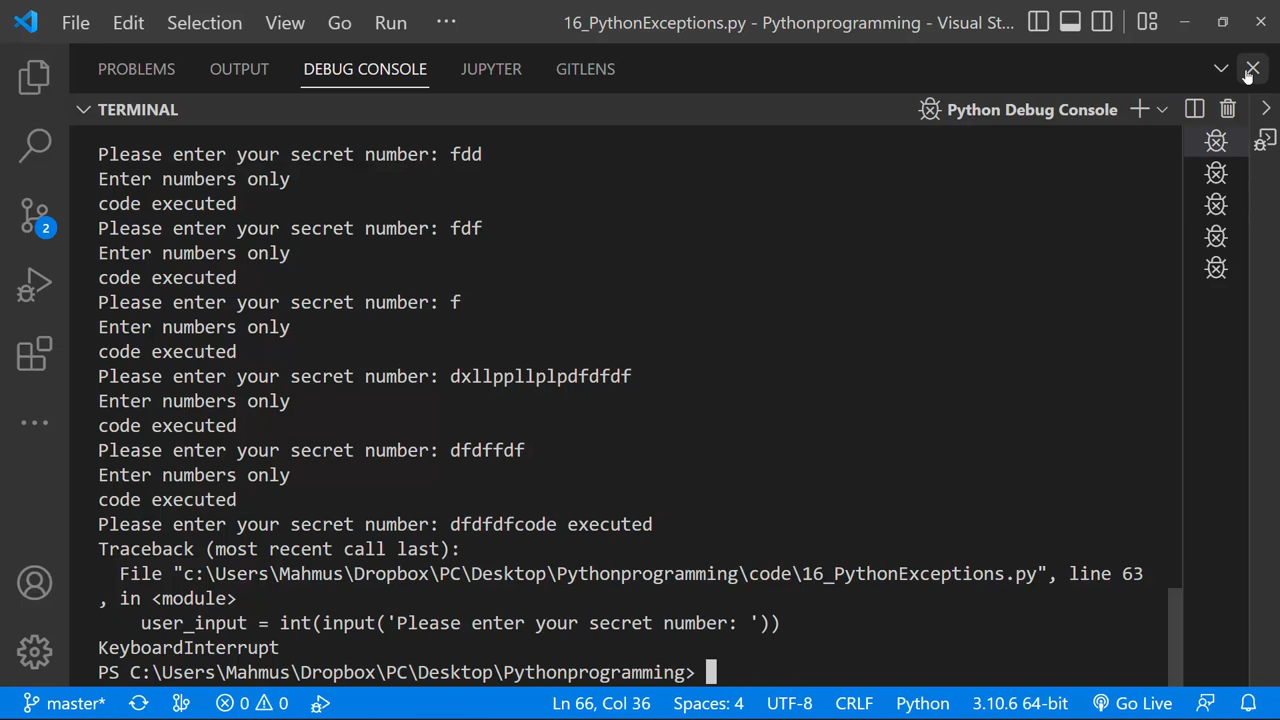 File Edit Selection View Go Run ··· 16_PythonExceptions.py - Pythonprogramming - Visual St...
PROBLEMS OUTPUT DEBUG CONSOLE JUPYTER GITLENS
TERMINAL Python Debug Console
Please enter your secret number: fdd
Enter numbers only
code executed
Please enter your secret number: fdf
Enter numbers only
code executed
Please enter your secret number: f
Enter numbers only
code executed
Please enter your secret number: dxllppllplpdfdfdf
Enter numbers only
code executed
Please enter your secret number: dfdffdf
Enter numbers only
code executed
Please enter your secret number: dfdfdfcode executed
Traceback (most recent call last):
File "c:\Users\Mahmus\Dropbox\PC\Desktop\Pythonprogramming\code\16_PythonExceptions.py", line 63
, in <module>
user_input = int(input('Please enter your secret number: '))
KeyboardInterrupt
PS C:\Users\Mahmus\Dropbox\PC\Desktop\Pythonprogramming>
2
master* 0 0 Ln 66, Col 36 Spaces: 4 UTF-8 CRLF Python 3.10.6 64-bit Go Live